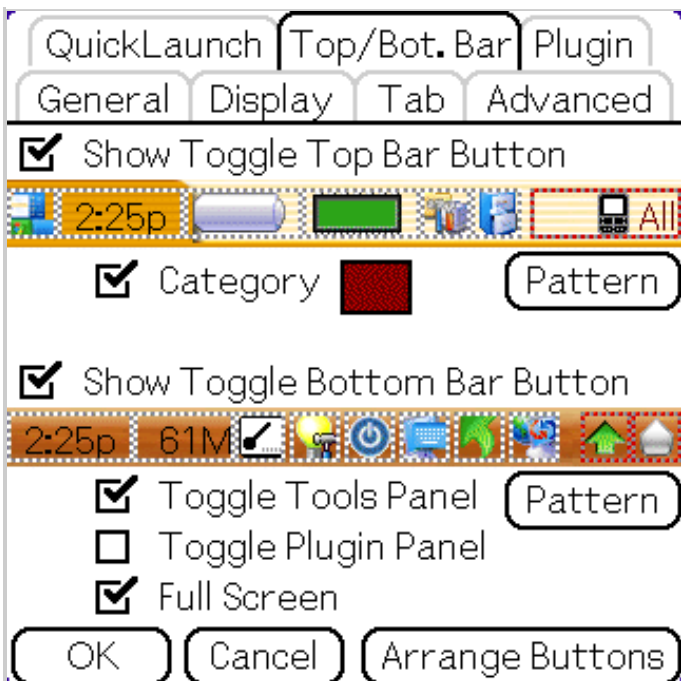 QuickLaunch Top/Bot. Bar Plugin
General Display Tab Advanced
Show Toggle Top Bar Button
2:25p All
Category Pattern
Show Toggle Bottom Bar Button
2:25p 61M
Toggle Tools Panel Pattern
Toggle Plugin Panel
Full Screen
OK Cancel Arrange Buttons